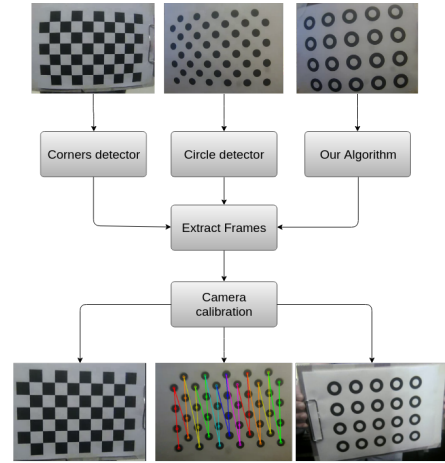 Corners detector
Circle detector
Our Algorithm
Extract Frames
Camera
calibration